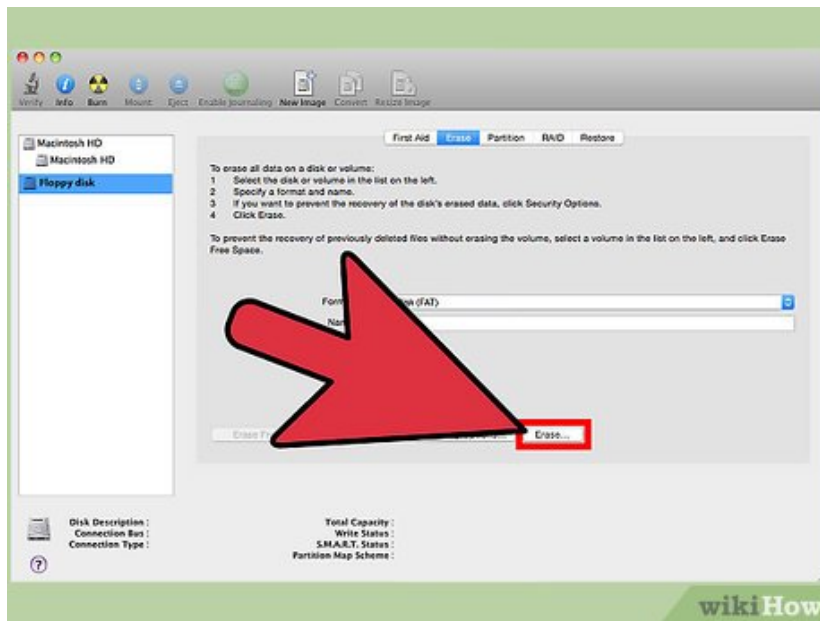 Verify Info Burn Mount Eject Enable Journaling New Image Convert Resize Image
First Aid Erase Partition RAID Restore
Macintosh HD
Macintosh HD
Floppy disk
To erase all data on a disk or volume:
1 Select the disk or volume in the list on the left.
2 Specify a format and name.
3 If you want to prevent the recovery of the disk's erased data, click Security Options.
4 Click Erase.
To prevent the recovery of previously deleted files without erasing the volume, select a volume in the list on the left, and click Erase
Free Space.
(FAT)
Erase
Erase...
Disk Description :
Connection Bus :
Connection Type :
Total Capacity :
Write Status :
S.M.A.R.T. Status :
Partition Map Scheme :
?
wikiHow